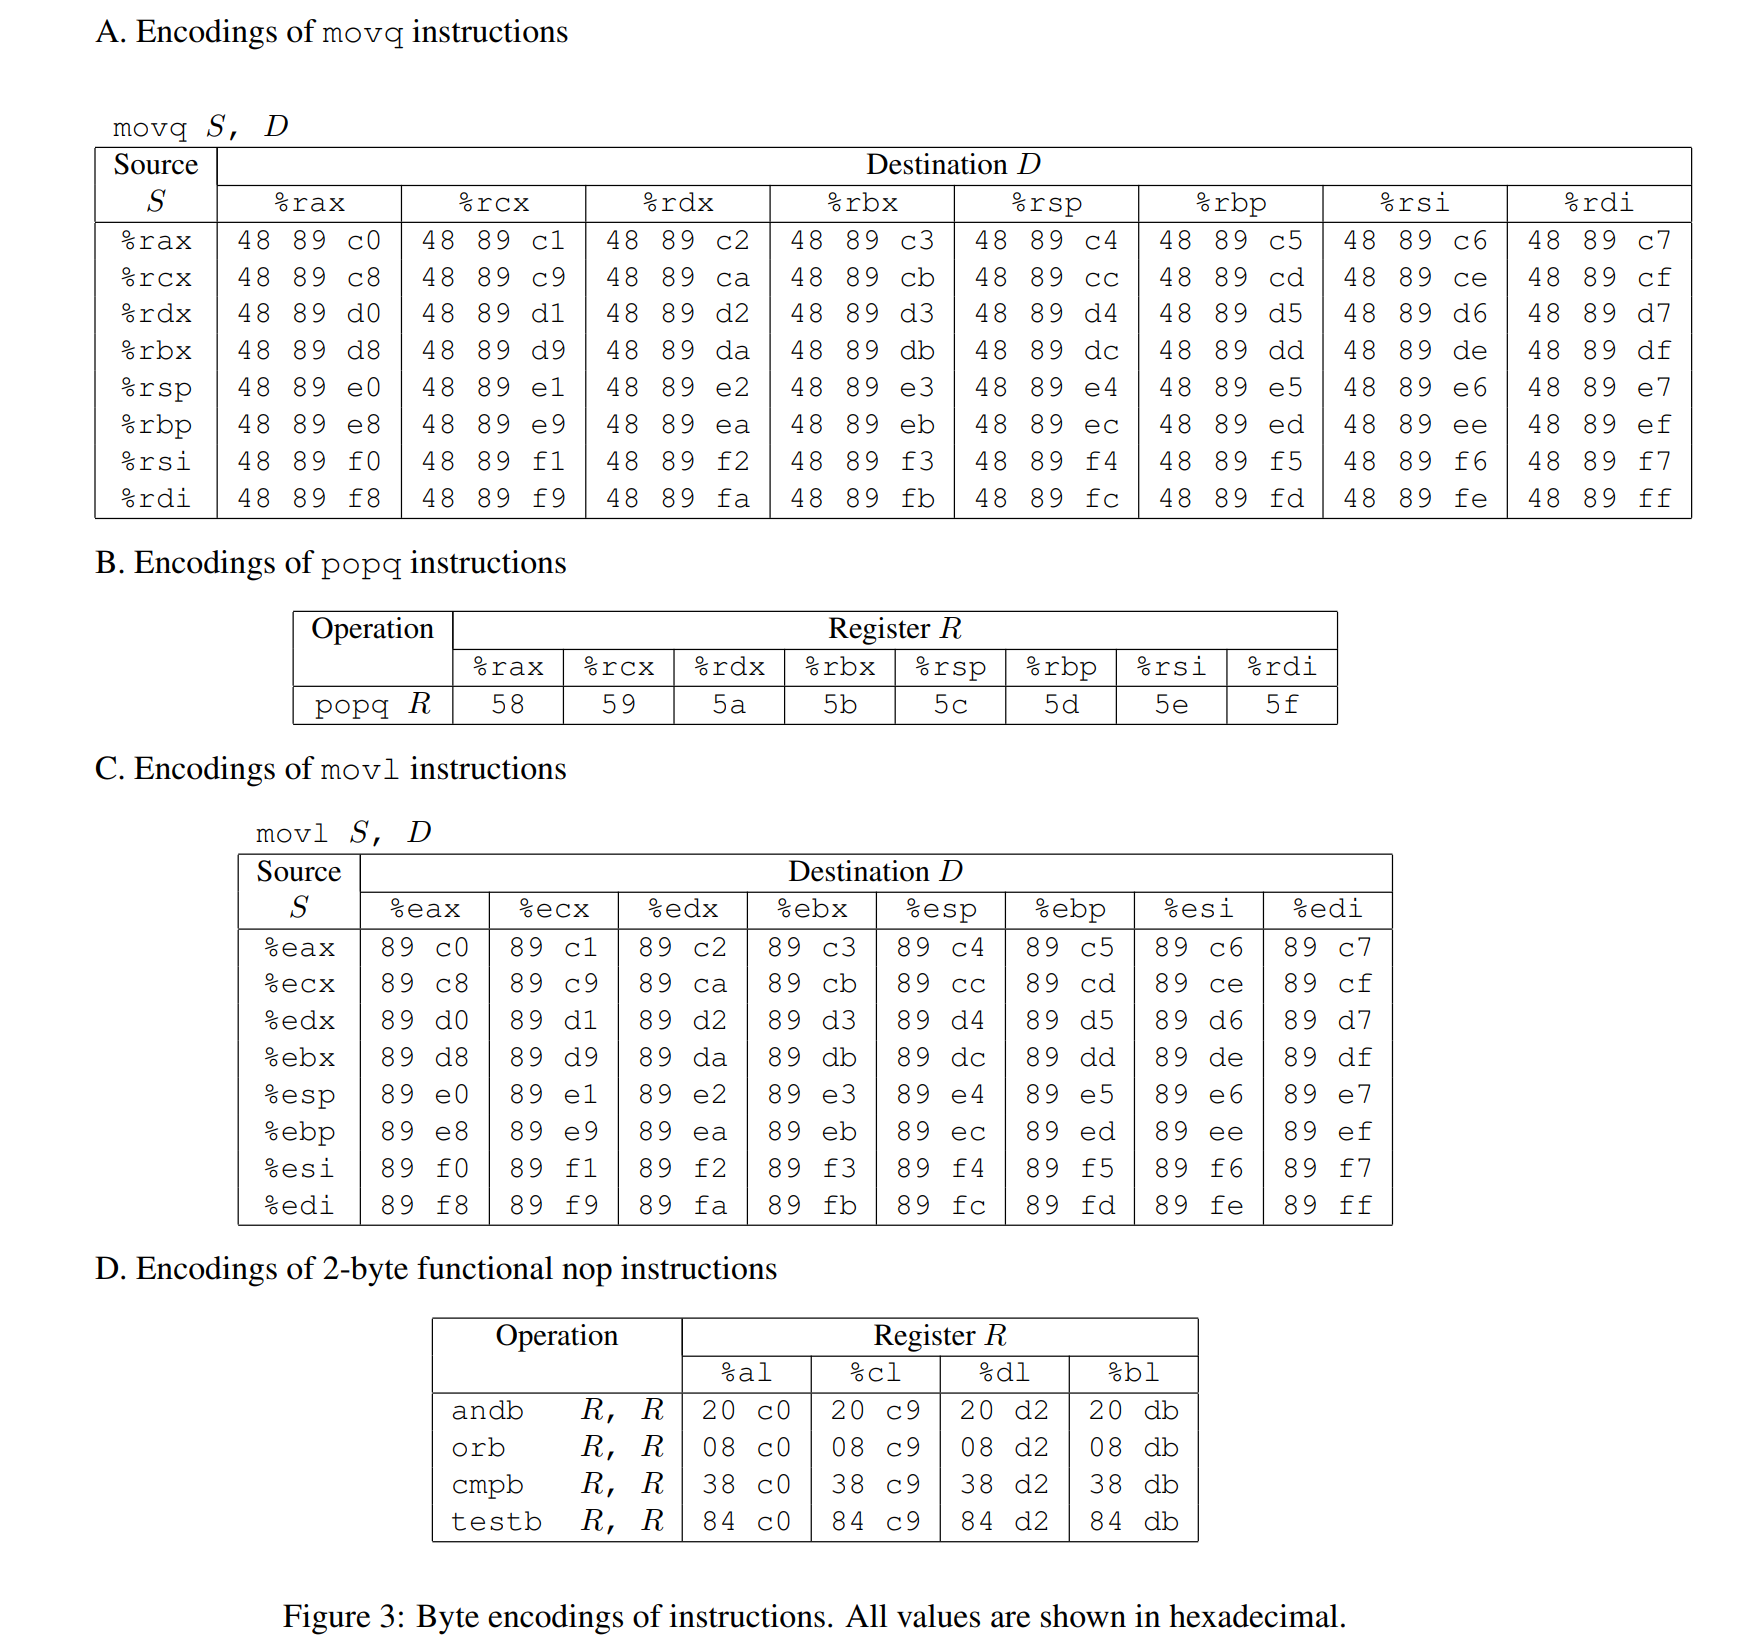 A. Encodings of movq instructions
movq S, D
Source Destination D
S %rax %rcx %rdx %rbx %rsp %rbp %rsi %rdi
%rax 48 89 c0 48 89 c1 48 89 c2 48 89 c3 48 89 c4 48 89 c5 48 89 c6 48 89 c7
%rcx 48 89 c8 48 89 c9 48 89 ca 48 89 cb 48 89 cc 48 89 cd 48 89 ce 48 89 cf
%rdx 48 89 d0 48 89 d1 48 89 d2 48 89 d3 48 89 d4 48 89 d5 48 89 d6 48 89 d7
%rbx 48 89 d8 48 89 d9 48 89 da 48 89 db 48 89 dc 48 89 dd 48 89 de 48 89 df
%rsp 48 89 e0 48 89 e1 48 89 e2 48 89 e3 48 89 e4 48 89 e5 48 89 e6 48 89 e7
%rbp 48 89 e8 48 89 e9 48 89 ea 48 89 eb 48 89 ec 48 89 ed 48 89 ee 48 89 ef
%rsi 48 89 f0 48 89 f1 48 89 f2 48 89 f3 48 89 f4 48 89 f5 48 89 f6 48 89 f7
%rdi 48 89 f8 48 89 f9 48 89 fa 48 89 fb 48 89 fc 48 89 fd 48 89 fe 48 89 ff
B. Encodings of popq instructions
Operation Register R
%rax %rcx %rdx %rbx %rsp %rbp %rsi %rdi
popq R 58 59 5a 5b 5c 5d 5e 5f
C. Encodings of movl instructions
movl S, D
Source Destination D
S %eax %ecx %edx %ebx %esp %ebp %esi %edi
%eax 89 c0 89 c1 89 c2 89 c3 89 c4 89 c5 89 c6 89 c7
%ecx 89 c8 89 c9 89 ca 89 cb 89 cc 89 cd 89 ce 89 cf
%edx 89 d0 89 d1 89 d2 89 d3 89 d4 89 d5 89 d6 89 d7
%ebx 89 d8 89 d9 89 da 89 db 89 dc 89 dd 89 de 89 df
%esp 89 e0 89 e1 89 e2 89 e3 89 e4 89 e5 89 e6 89 e7
%ebp 89 e8 89 e9 89 ea 89 eb 89 ec 89 ed 89 ee 89 ef
%esi 89 f0 89 f1 89 f2 89 f3 89 f4 89 f5 89 f6 89 f7
%edi 89 f8 89 f9 89 fa 89 fb 89 fc 89 fd 89 fe 89 ff
D. Encodings of 2-byte functional nop instructions
Operation Register R
%al %cl %dl %bl
andb R, R 20 c0 20 c9 20 d2 20 db
orb R, R 08 c0 08 c9 08 d2 08 db
cmpb R, R 38 c0 38 c9 38 d2 38 db
testb R, R 84 c0 84 c9 84 d2 84 db
Figure 3: Byte encodings of instructions. All values are shown in hexadecimal.